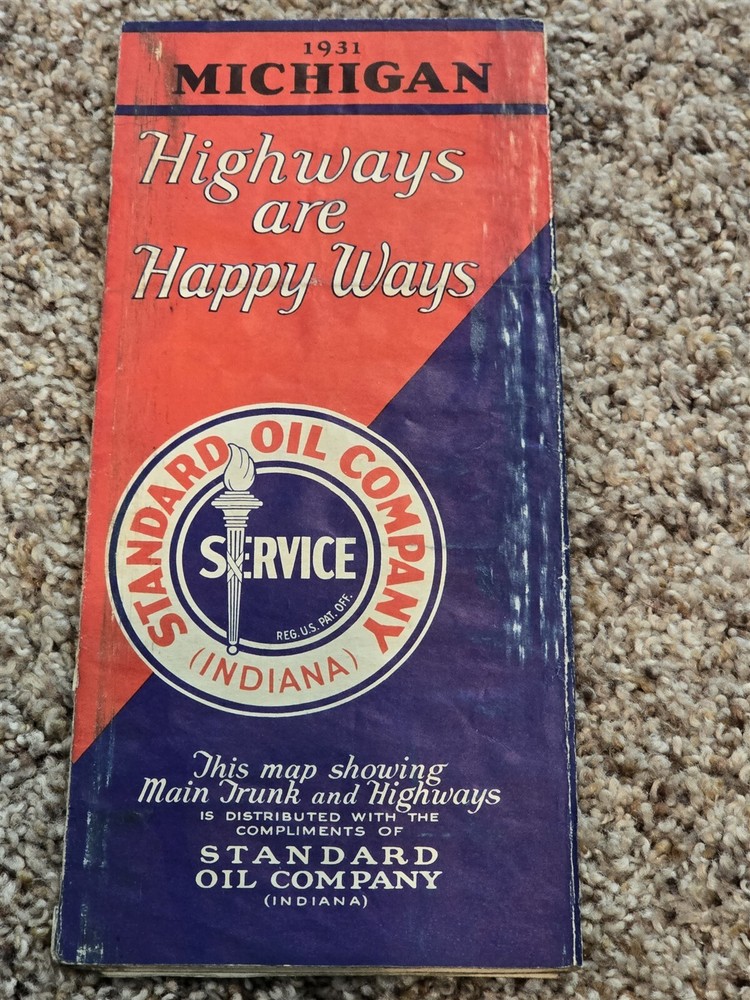 1931
MICHIGAN
Highways
are
Happy Ways
STANDARD OIL COMPANY
SERVICE
REG. U.S. PAT. OFF.
(INDIANA)
This map showing
Main Trunk and Highways
IS DISTRIBUTED WITH THE
COMPLIMENTS OF
STANDARD
OIL COMPANY
(INDIANA)